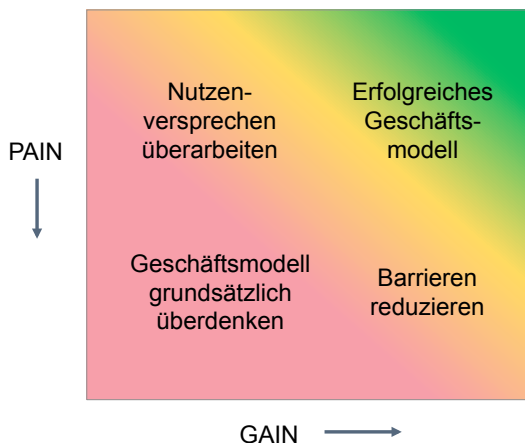 Nutzen-
versprechen
überarbeiten
Erfolgreiches
Geschäfts-
modell
PAIN
Geschäftsmodell
grundsätzlich
überdenken
Barrieren
reduzieren
GAIN